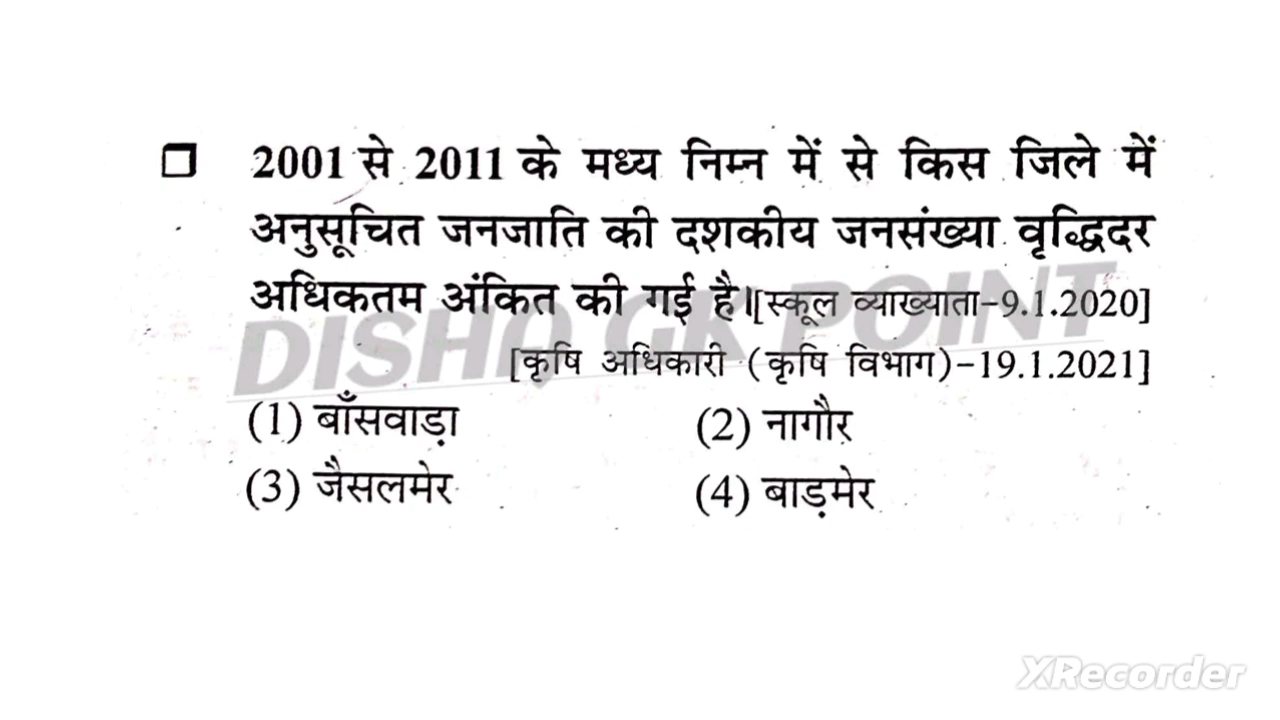 2001 से 2011 के मध्य निम्न में से किस जिले में
अनुसूचित जनजाति की दशकीय जनसंख्या वृद्धिदर
अधिकतम अंकित की गई है।[स्कूल व्याख्याता-9.1.2020]
DISHA GK POINT
[कृषि अधिकारी (कृषि विभाग)-19.1.2021]
(1) बाँसवाड़ा (2) नागौर
(3) जैसलमेर (4) बाड़मेर
XRecorder